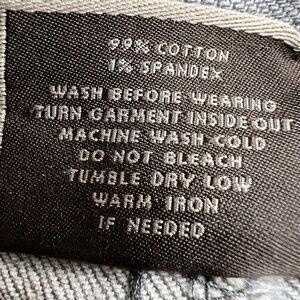 99% COTTON
1% SPANDEX
WASH BEFORE WEARING
TURN GARMENT INSIDE OUT
MACHINE WASH COLD
DO NOT BLEACH
TUMBLE DRY LOW
WARM IRON
IF NEEDED